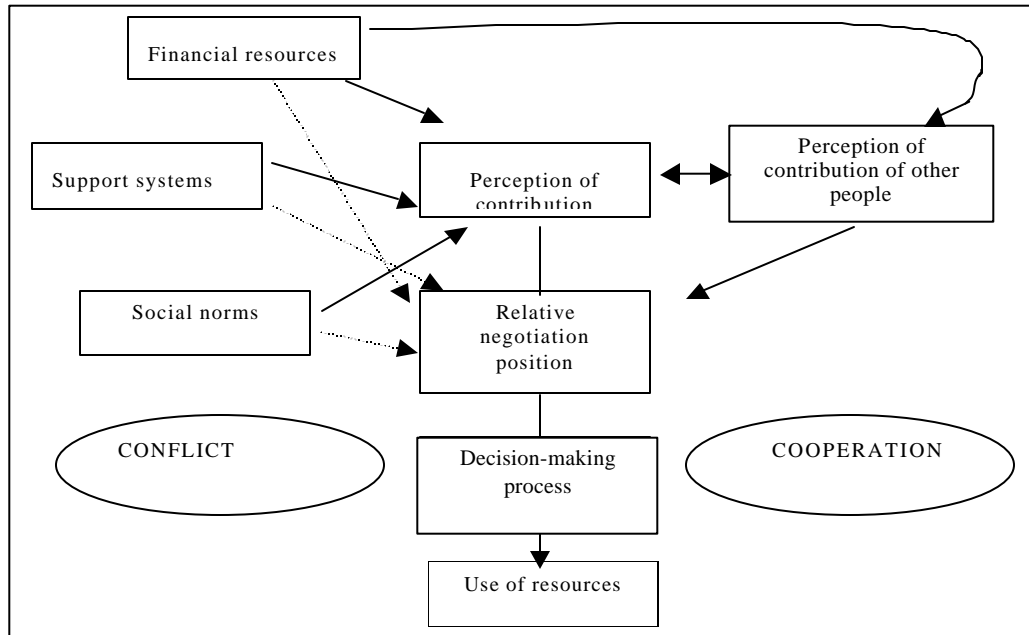 Financial resources
Support systems
Perception of
contribution
Perception of
contribution of other
people
Social norms
Relative
negotiation
position
CONFLICT
Decision-making
process
COOPERATION
Use of resources